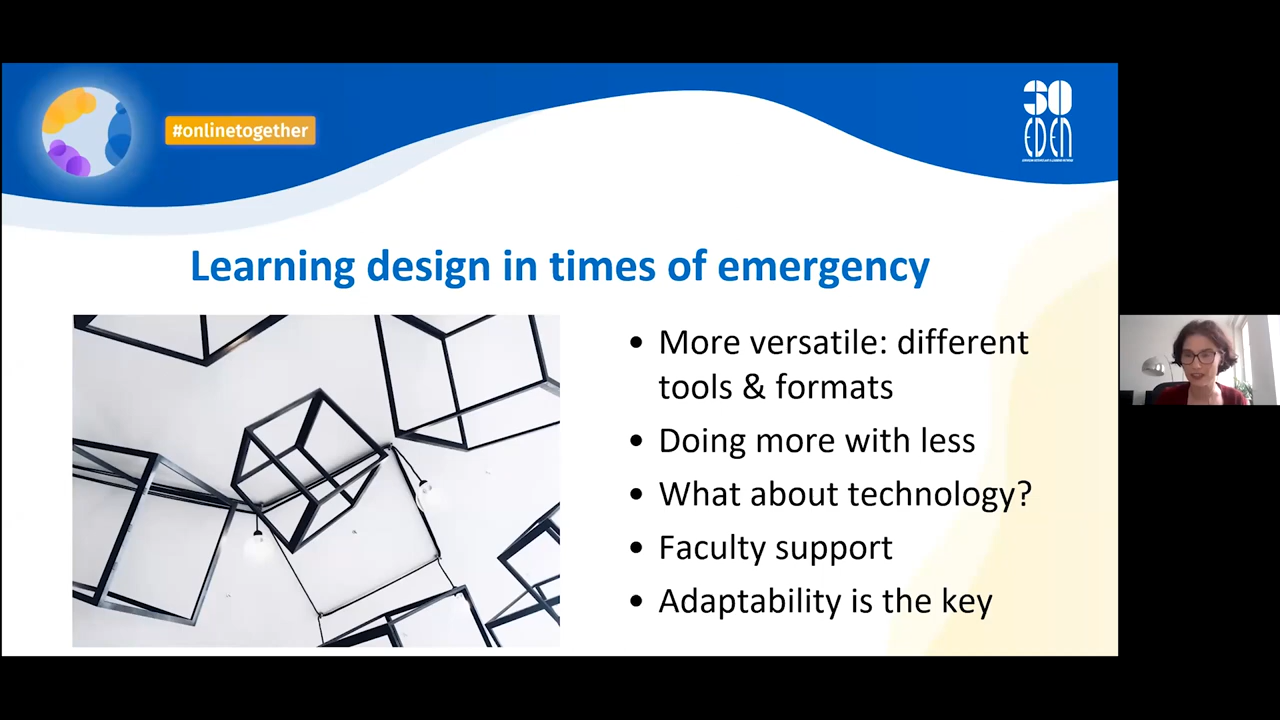 #onlinetogether
30
EDEN
Learning design in times of emergency
• More versatile: different
tools & formats
• Doing more with less
• What about technology?
• Faculty support
• Adaptability is the key